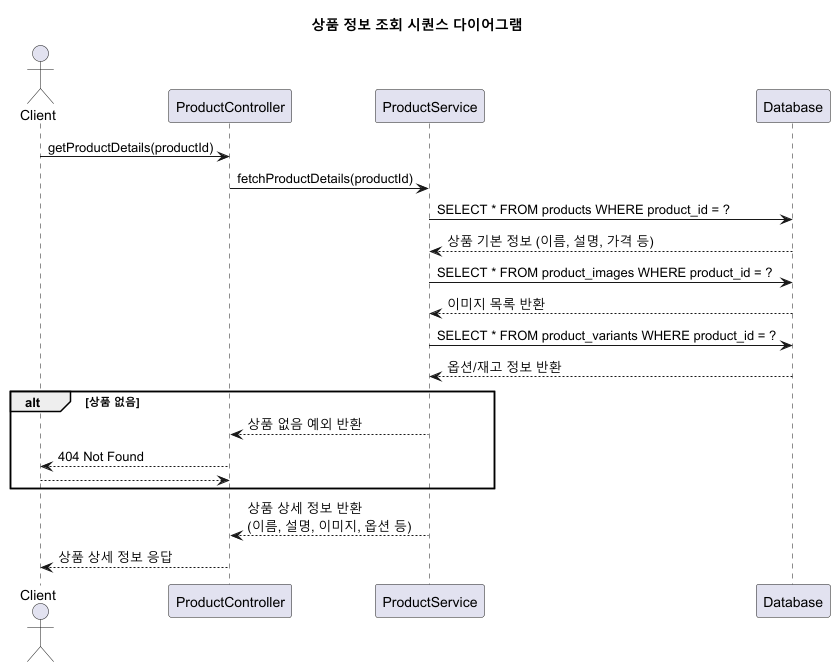 상품 정보 조회 시퀀스 다이어그램
Client
ProductController
ProductService
Database
getProductDetails(productId)
fetchProductDetails(productId)
SELECT * FROM products WHERE product_id = ?
상품 기본 정보 (이름, 설명, 가격 등)
SELECT * FROM product_images WHERE product_id = ?
이미지 목록 반환
SELECT * FROM product_variants WHERE product_id = ?
옵션/재고 정보 반환
alt
[상품 없음]
상품 없음 예외 반환
404 Not Found
상품 상세 정보 반환
(이름, 설명, 이미지, 옵션 등)
상품 상세 정보 응답
Client
ProductController
ProductService
Database